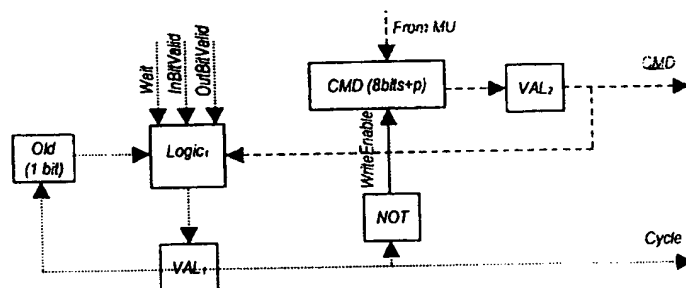 From MU
Wait
InBitValid
OutBitValid
CMD (8bits+p)
VAL₂
CMD
Old
(1 bit)
Logic₁
WriteEnable
NOT
Cycle
VAL₁